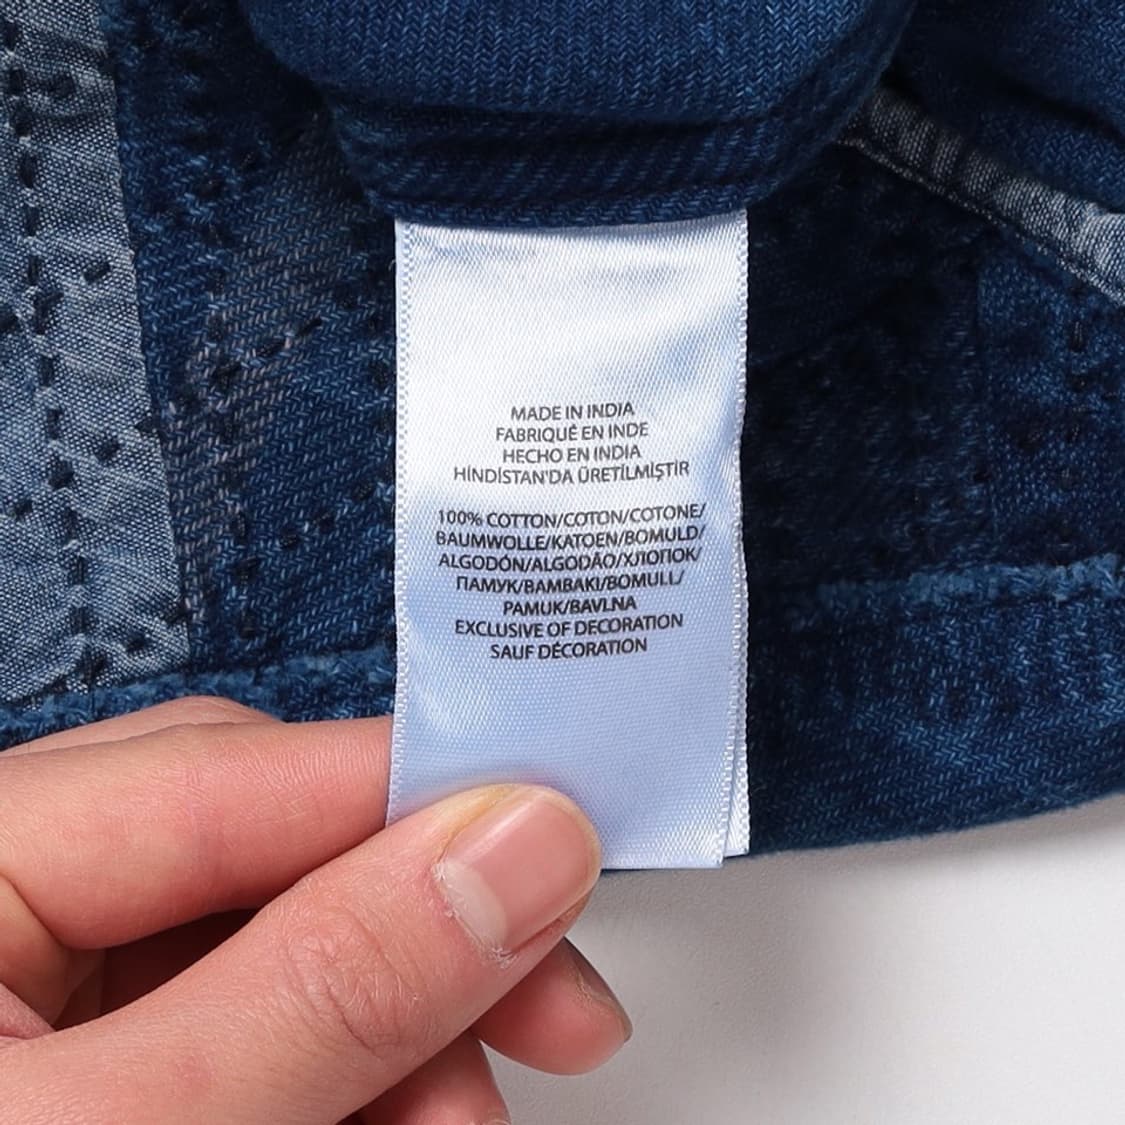 MADE IN INDIA
FABRIQUÉ EN INDE
HECHO EN INDIA
HİNDİSTAN'DA ÜRETİLMİŞTİR
100% COTTON/COTON/COTONE/
BAUMWOLLE/KATOEN/BOMULD/
ALGODÓN/ALGODÃO/ХЛОПОК/
ПАМУК/ΒΑΜΒΑΚΙ/BOMULL/
PAMUK/BAVLNA
EXCLUSIVE OF DECORATION
SAUF DÉCORATION